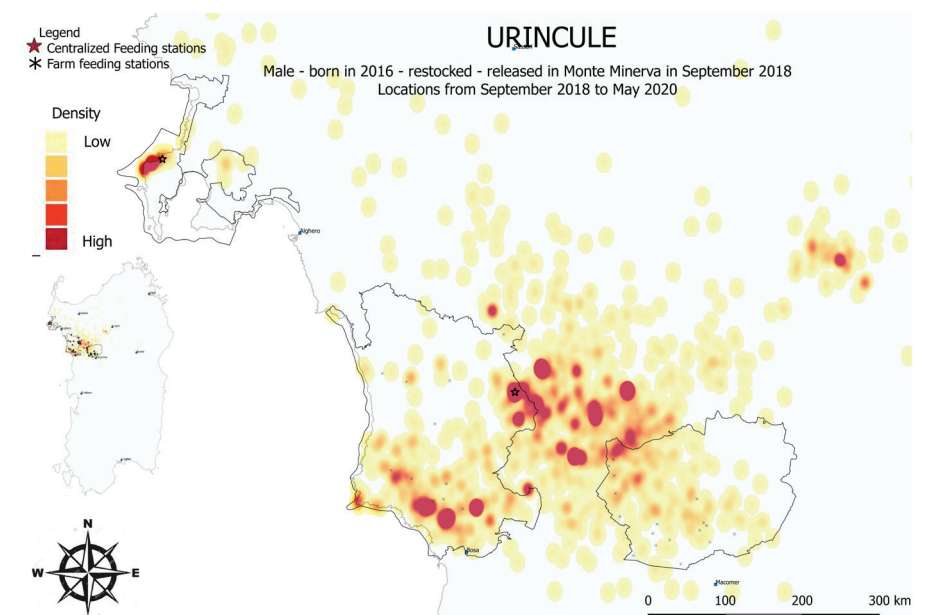 URINCULE
Male - born in 2016 - restocked - released in Monte Minerva in September 2018
Locations from September 2018 to May 2020
Legend
Centralized Feeding stations
Farm feeding stations
Density
Low
High
Alghero
Bosa
Macomer
N
W
E
S
0 100 200 300 km